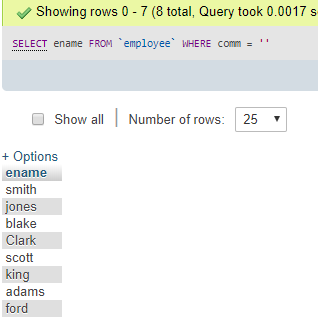 Showing rows 0 - 7 (8 total, Query took 0.0017 s
SELECT ename FROM `employee` WHERE comm = ''
Show all Number of rows: 25
+ Options
ename
smith
jones
blake
Clark
scott
king
adams
ford